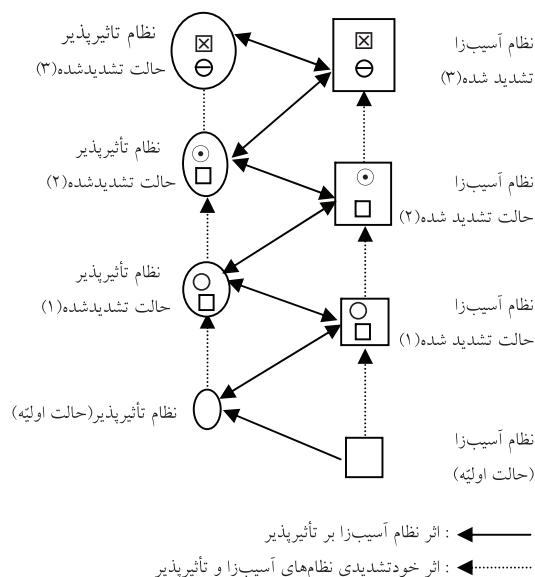 نظام آسیب‌زا
تشدید شده(۳)
نظام تاثیرپذیر
حالت تشدیدشده(۳)
نظام آسیب‌زا
حالت تشدید شده(۲)
نظام تأثیرپذیر
حالت تشدیدشده(۲)
نظام آسیب‌زا
حالت تشدید شده(۱)
نظام تأثیرپذیر
حالت تشدیدشده(۱)
نظام آسیب‌زا
(حالت اولیّه)
نظام تأثیرپذیر(حالت اولیّه)
: اثر نظام آسیب‌زا بر تأثیرپذیر
: اثر خودتشدیدی نظام‌های آسیب‌زا و تأثیرپذیر